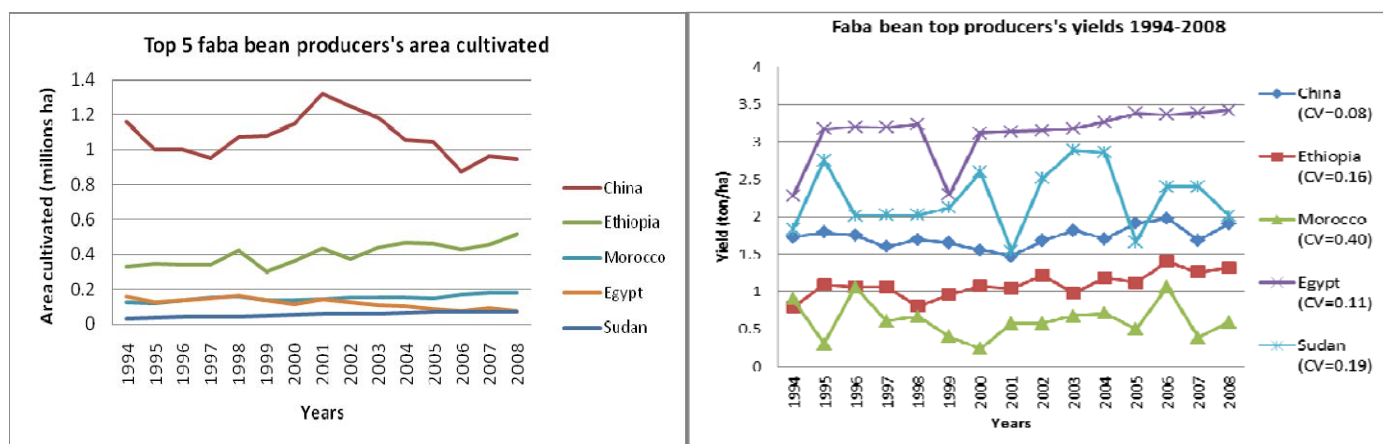 Top 5 faba bean producers's area cultivated
Area cultivated (millions ha)
1.4
1.2
1
0.8
0.6
0.4
0.2
0
1994
1995
1996
1997
1998
1999
2000
2001
2002
2003
2004
2005
2006
2007
2008
Years
China
Ethiopia
Morocco
Egypt
Sudan
Faba bean top producers's yields 1994-2008
Yield (ton/ha)
4
3.5
3
2.5
2
1.5
1
0.5
0
1994
1995
1996
1997
1998
1999
2000
2001
2002
2003
2004
2005
2006
2007
2008
Years
China
(CV=0.08)
Ethiopia
(CV=0.16)
Morocco
(CV=0.40)
Egypt
(CV=0.11)
Sudan
(CV=0.19)